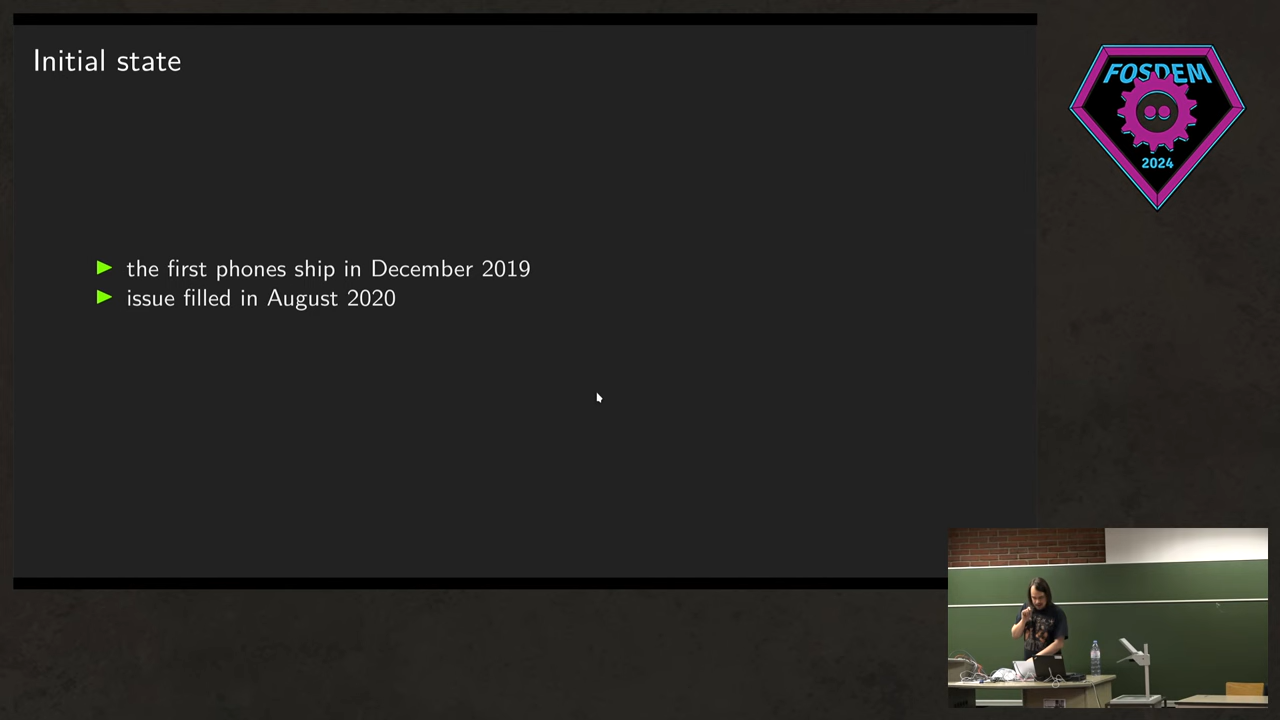 Initial state
the first phones ship in December 2019
issue filled in August 2020
FOSDEM
2024